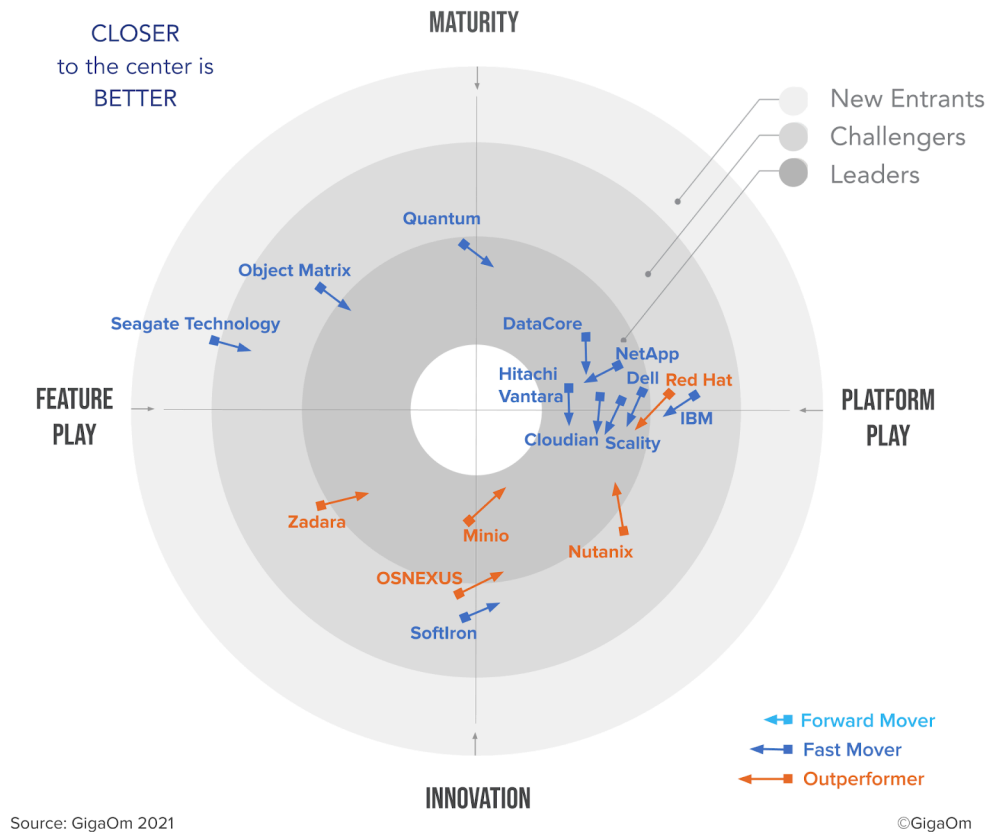 CLOSER
to the center is
BETTER
MATURITY
New Entrants
Challengers
Leaders
Quantum
Object Matrix
Seagate Technology
DataCore
NetApp
Hitachi
Vantara
Dell
Red Hat
IBM
Cloudian
Scality
FEATURE
PLAY
PLATFORM
PLAY
Zadara
Minio
Nutanix
OSNEXUS
SoftIron
Forward Mover
Fast Mover
Outperformer
INNOVATION
Source: GigaOm 2021
©GigaOm